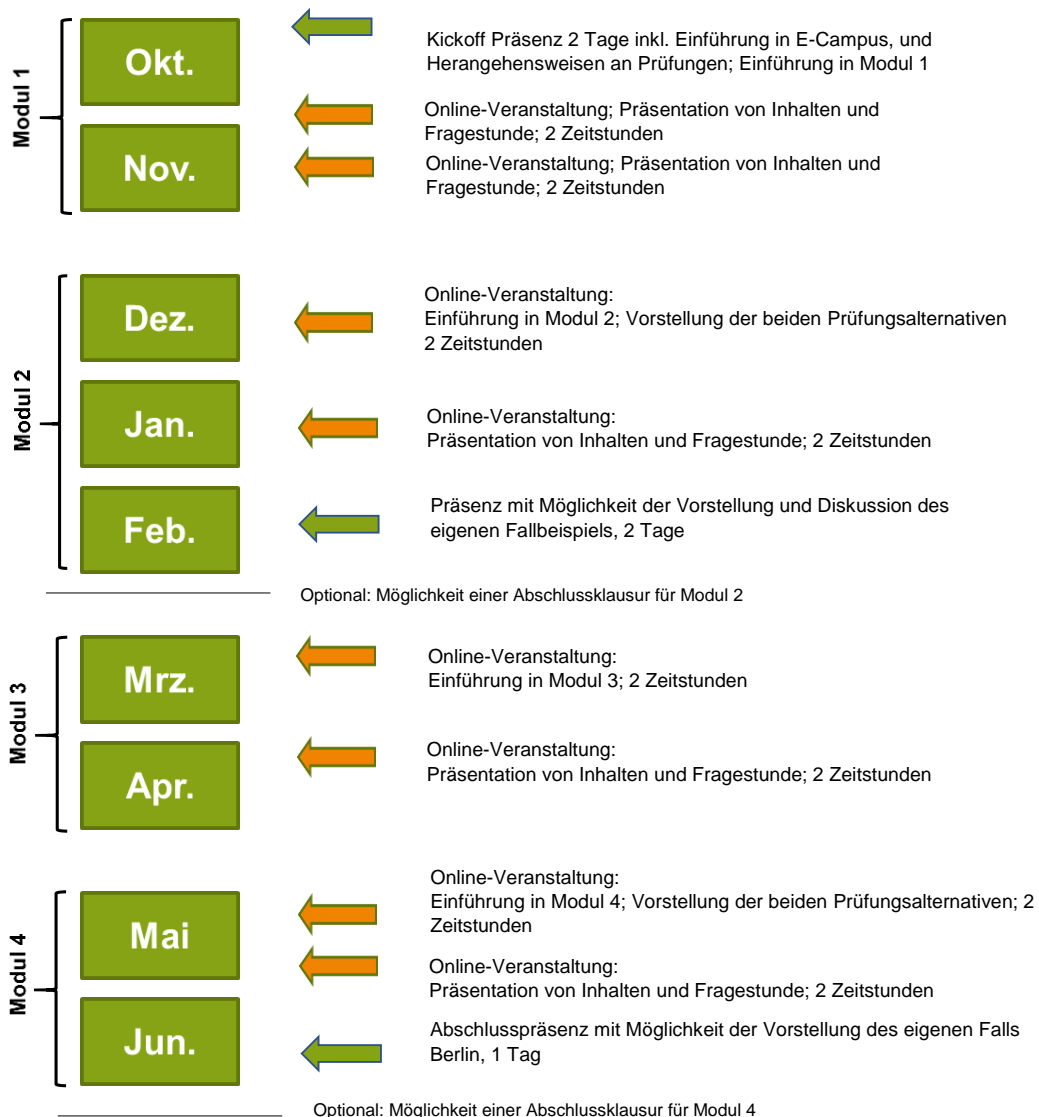 Modul 1
Okt.
Kickoff Präsenz 2 Tage inkl. Einführung in E-Campus, und
Herangehensweisen an Prüfungen; Einführung in Modul 1
Online-Veranstaltung; Präsentation von Inhalten und
Fragestunde; 2 Zeitstunden
Nov.
Online-Veranstaltung; Präsentation von Inhalten und
Fragestunde; 2 Zeitstunden
Modul 2
Dez.
Online-Veranstaltung:
Einführung in Modul 2; Vorstellung der beiden Prüfungsalternativen
2 Zeitstunden
Jan.
Online-Veranstaltung:
Präsentation von Inhalten und Fragestunde; 2 Zeitstunden
Feb.
Präsenz mit Möglichkeit der Vorstellung und Diskussion des
eigenen Fallbeispiels, 2 Tage
Optional: Möglichkeit einer Abschlussklausur für Modul 2
Modul 3
Mrz.
Online-Veranstaltung:
Einführung in Modul 3; 2 Zeitstunden
Apr.
Online-Veranstaltung:
Präsentation von Inhalten und Fragestunde; 2 Zeitstunden
Modul 4
Mai
Online-Veranstaltung:
Einführung in Modul 4; Vorstellung der beiden Prüfungsalternativen; 2
Zeitstunden
Online-Veranstaltung:
Präsentation von Inhalten und Fragestunde; 2 Zeitstunden
Jun.
Abschlusspräsenz mit Möglichkeit der Vorstellung des eigenen Falls
Berlin, 1 Tag
Optional: Möglichkeit einer Abschlussklausur für Modul 4